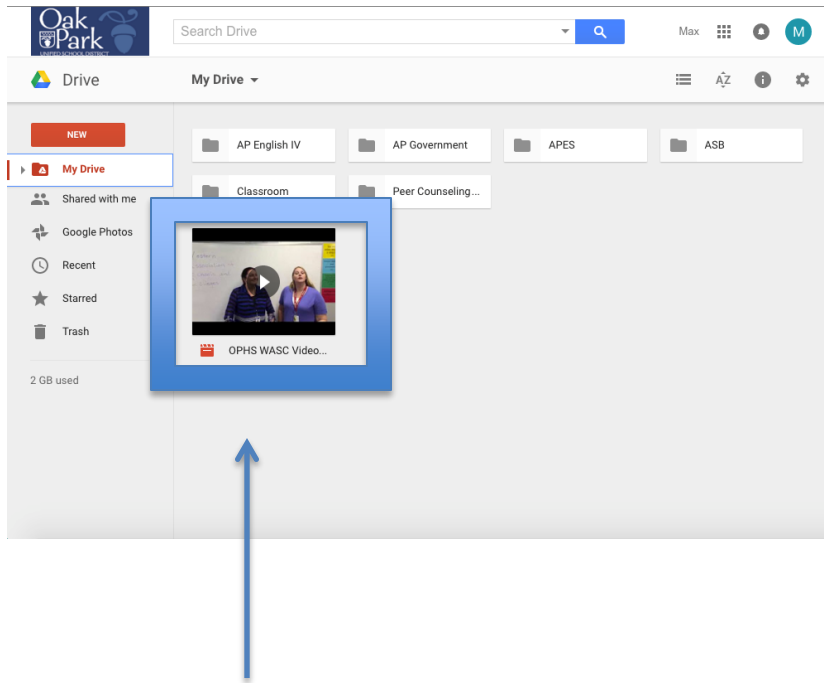 Oak
Park
UNIFIED SCHOOL DISTRICT
Search Drive
Max
M
Drive
My Drive
AZ
NEW
My Drive
Shared with me
Google Photos
Recent
Starred
Trash
2 GB used
AP English IV
AP Government
APES
ASB
Classroom
Peer Counseling...
OPHS WASC Video...